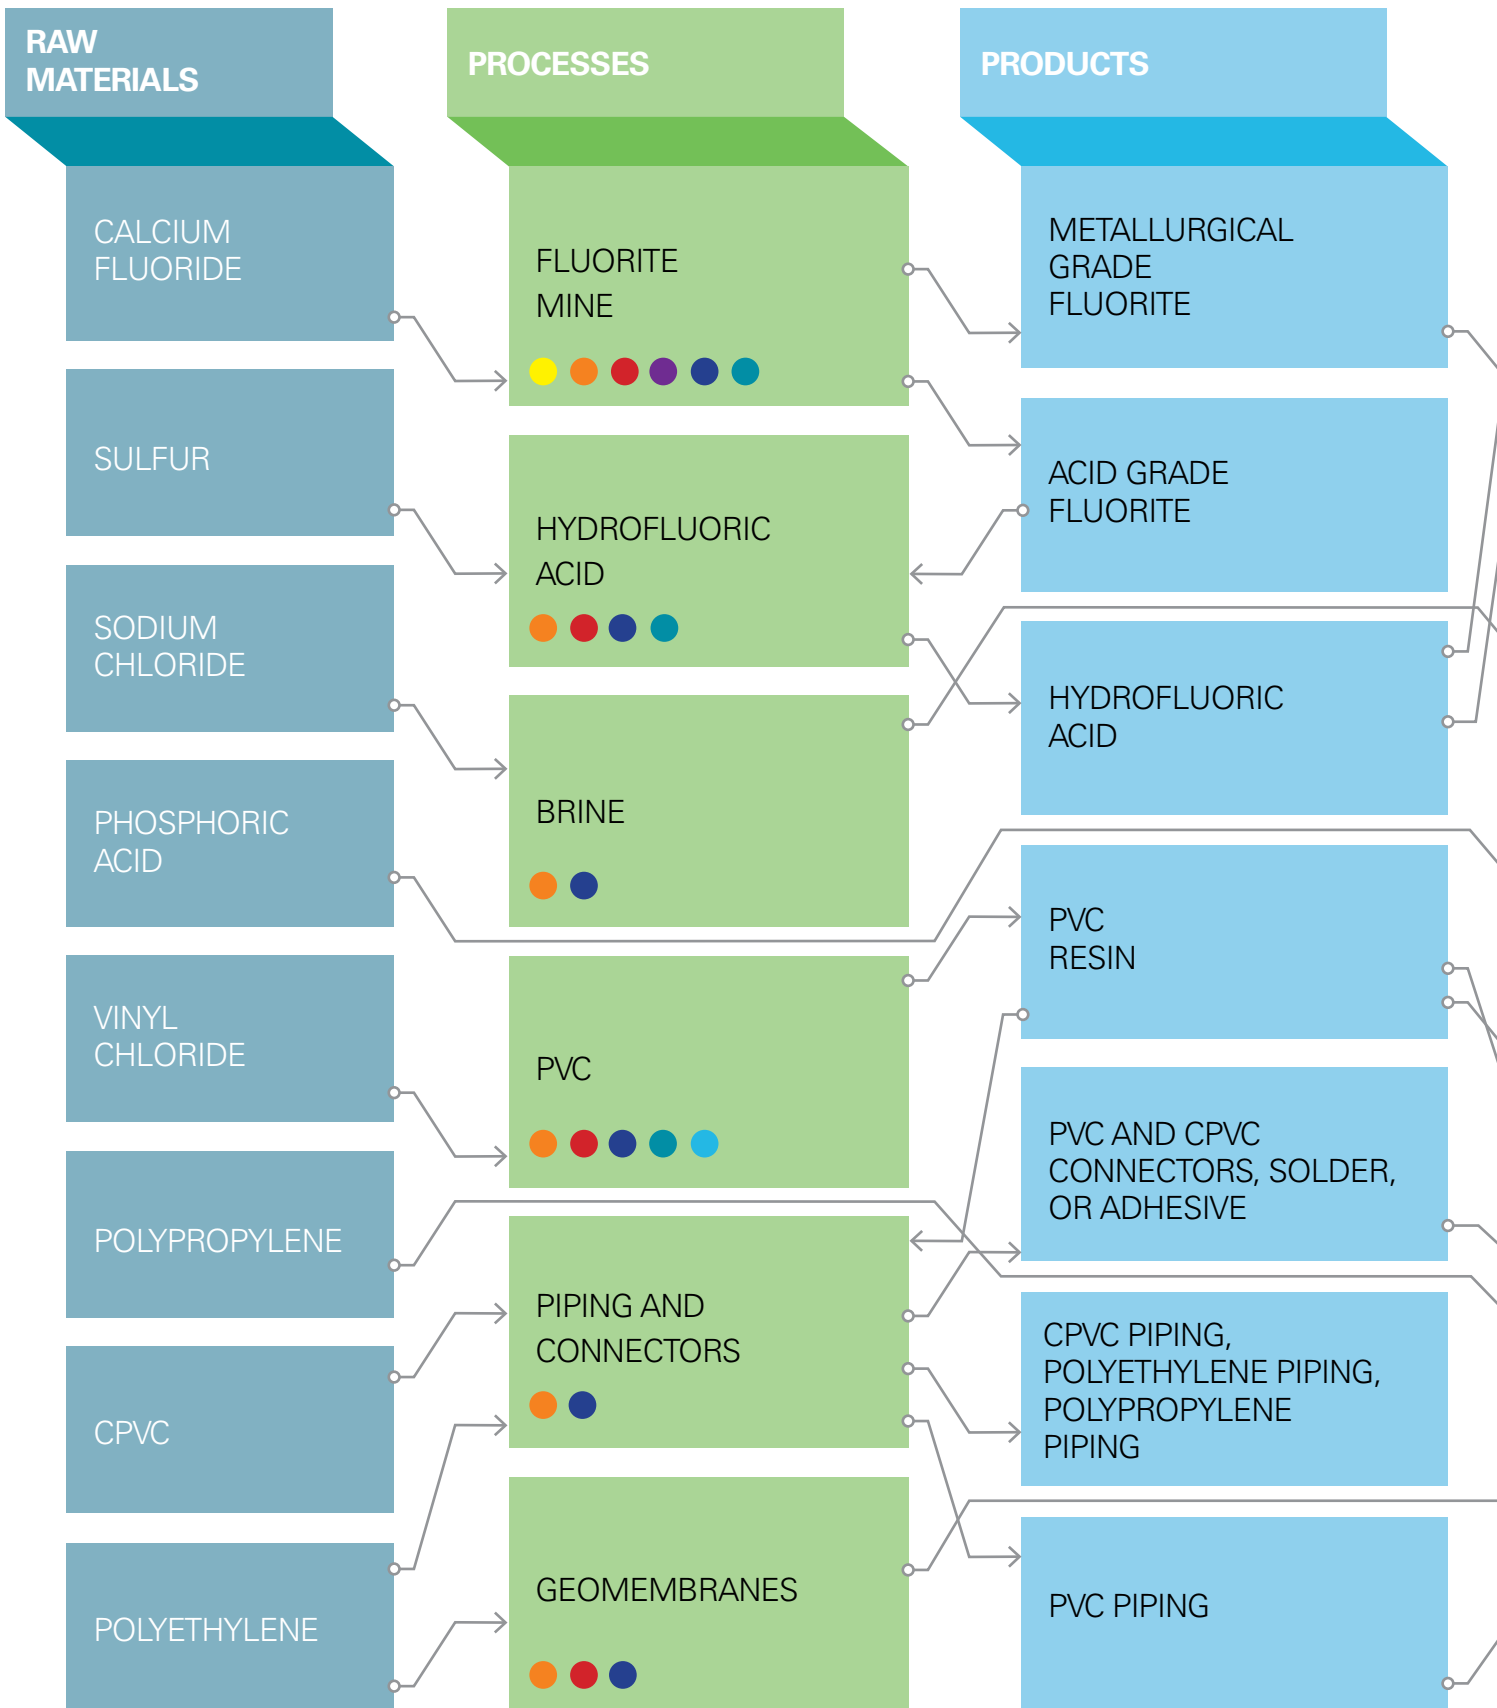 RAW
MATERIALS
CALCIUM
FLUORIDE
SULFUR
SODIUM
CHLORIDE
PHOSPHORIC
ACID
VINYL
CHLORIDE
POLYPROPYLENE
CPVC
POLYETHYLENE
PROCESSES
FLUORITE
MINE
HYDROFLUORIC
ACID
BRINE
PVC
PIPING AND
CONNECTORS
GEOMEMBRANES
PRODUCTS
METALLURGICAL
GRADE
FLUORITE
ACID GRADE
FLUORITE
HYDROFLUORIC
ACID
PVC
RESIN
PVC AND CPVC
CONNECTORS, SOLDER,
OR ADHESIVE
CPVC PIPING,
POLYETHYLENE PIPING,
POLYPROPYLENE
PIPING
PVC PIPING